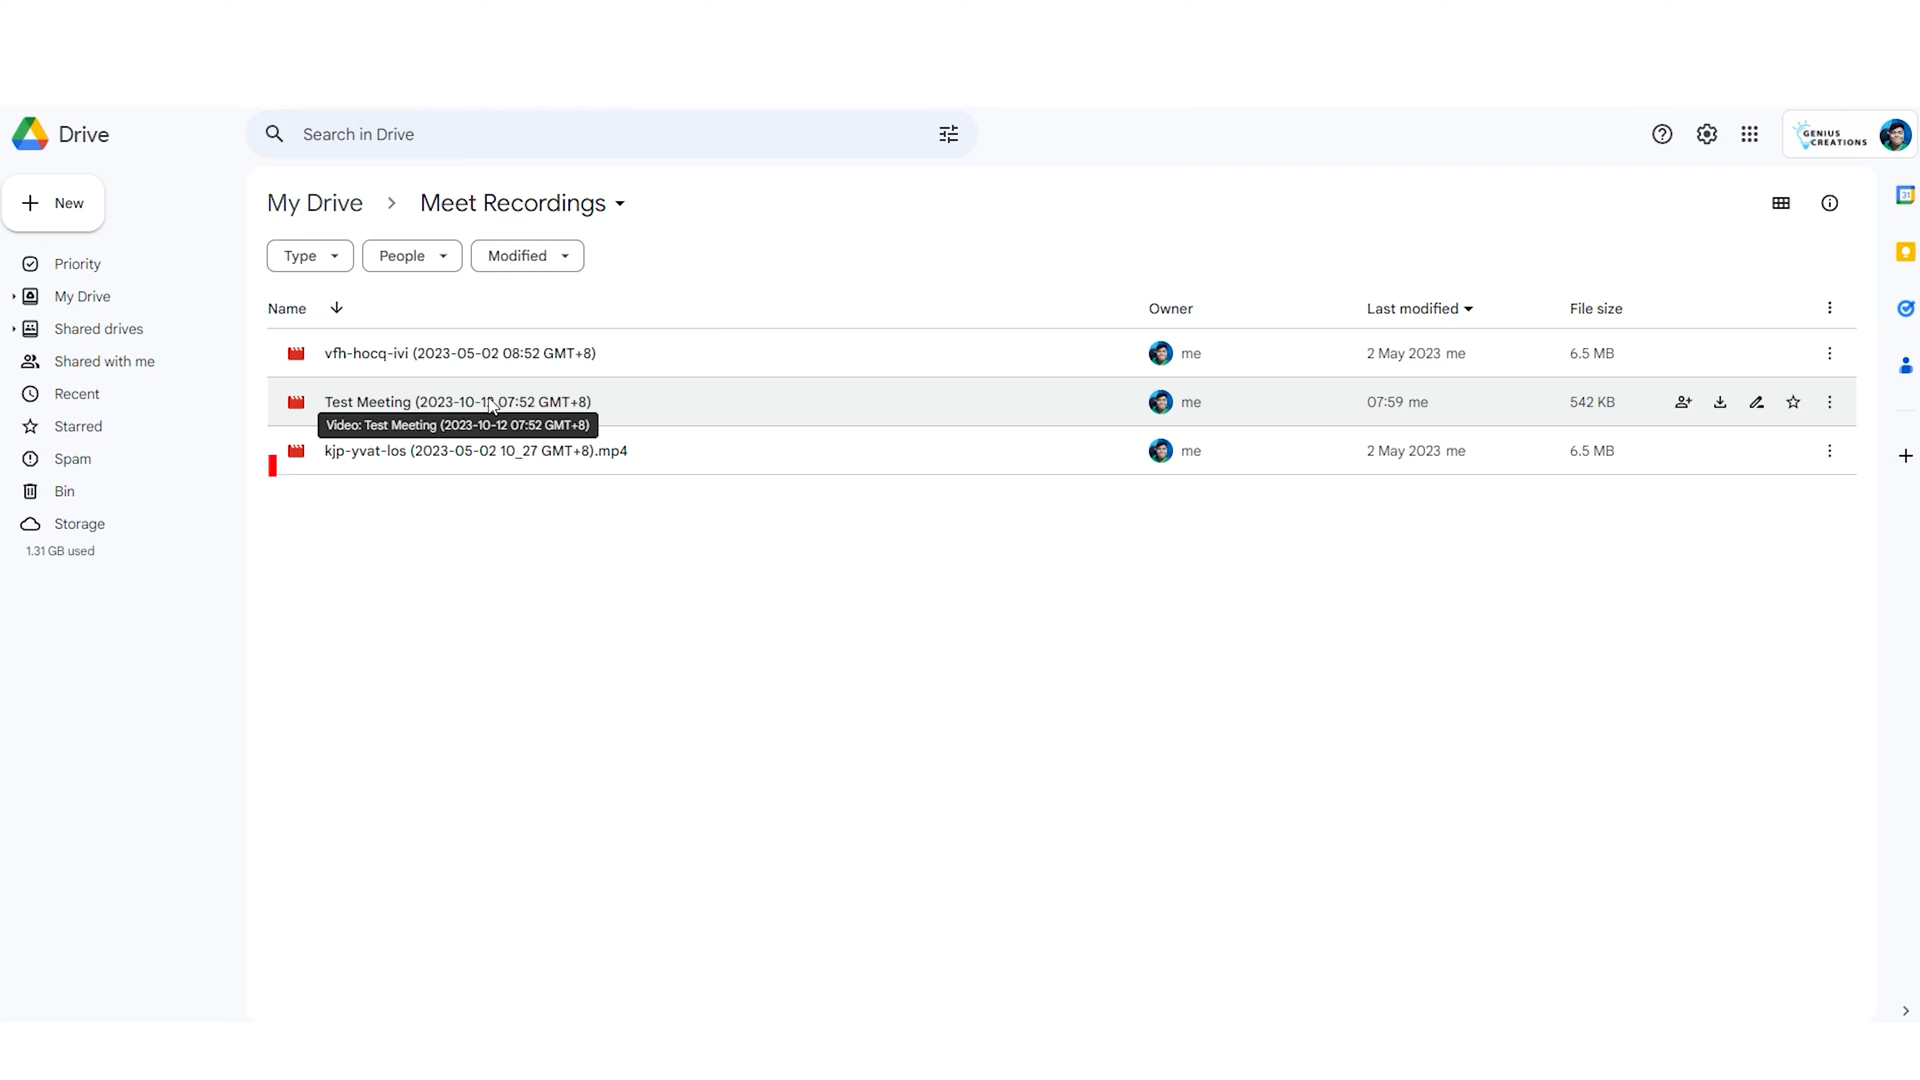 Drive
Search in Drive
GENIUS
CREATIONS
New
My Drive > Meet Recordings
Type People Modified
Priority
My Drive
Shared drives
Shared with me
Recent
Starred
Spam
Bin
Storage
1.31 GB used
Name Owner Last modified File size
vfh-hocq-ivi (2023-05-02 08:52 GMT+8) me 2 May 2023 me 6.5 MB
Test Meeting (2023-10-12 07:52 GMT+8) me 07:59 me 542 KB
Video: Test Meeting (2023-10-12 07:52 GMT+8)
kjp-yvat-los (2023-05-02 10_27 GMT+8).mp4 me 2 May 2023 me 6.5 MB
31